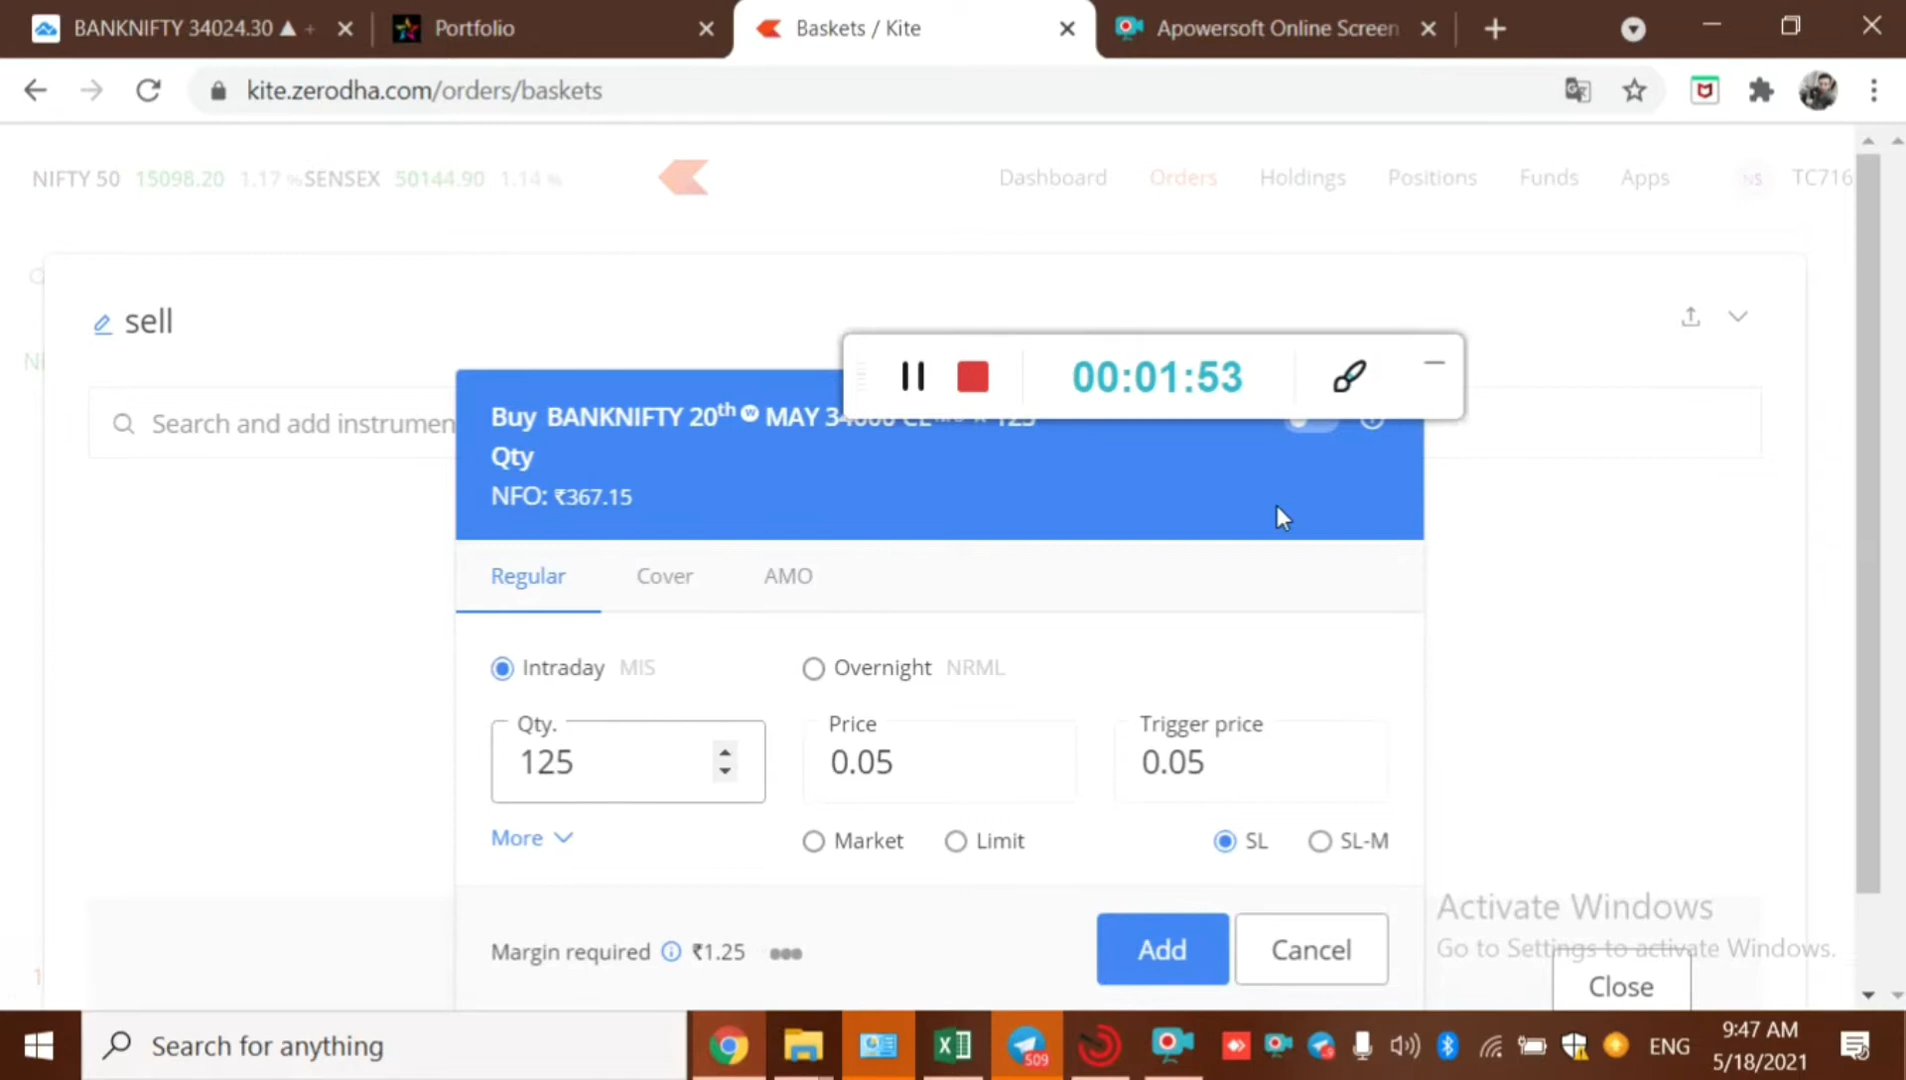 BANKNIFTY 34024.30 ▲ +
Portfolio
Baskets / Kite
Apowersoft Online Screen
kite.zerodha.com/orders/baskets
NIFTY 50 15098.20 1.17 % SENSEX 50144.90 1.14 %
Dashboard Orders Holdings Positions Funds Apps NS TC716
sell
00:01:53
Search and add instrumen
Buy BANKNIFTY 20th w MAY
Qty
NFO: ₹367.15
Regular Cover AMO
Intraday MIS Overnight NRML
Qty. Price Trigger price
125 0.05 0.05
More Market Limit SL SL-M
Activate Windows
Go to Settings to activate Windows.
Margin required ₹1.25 Add Cancel
Close
Search for anything
509
ENG
9:47 AM
5/18/2021